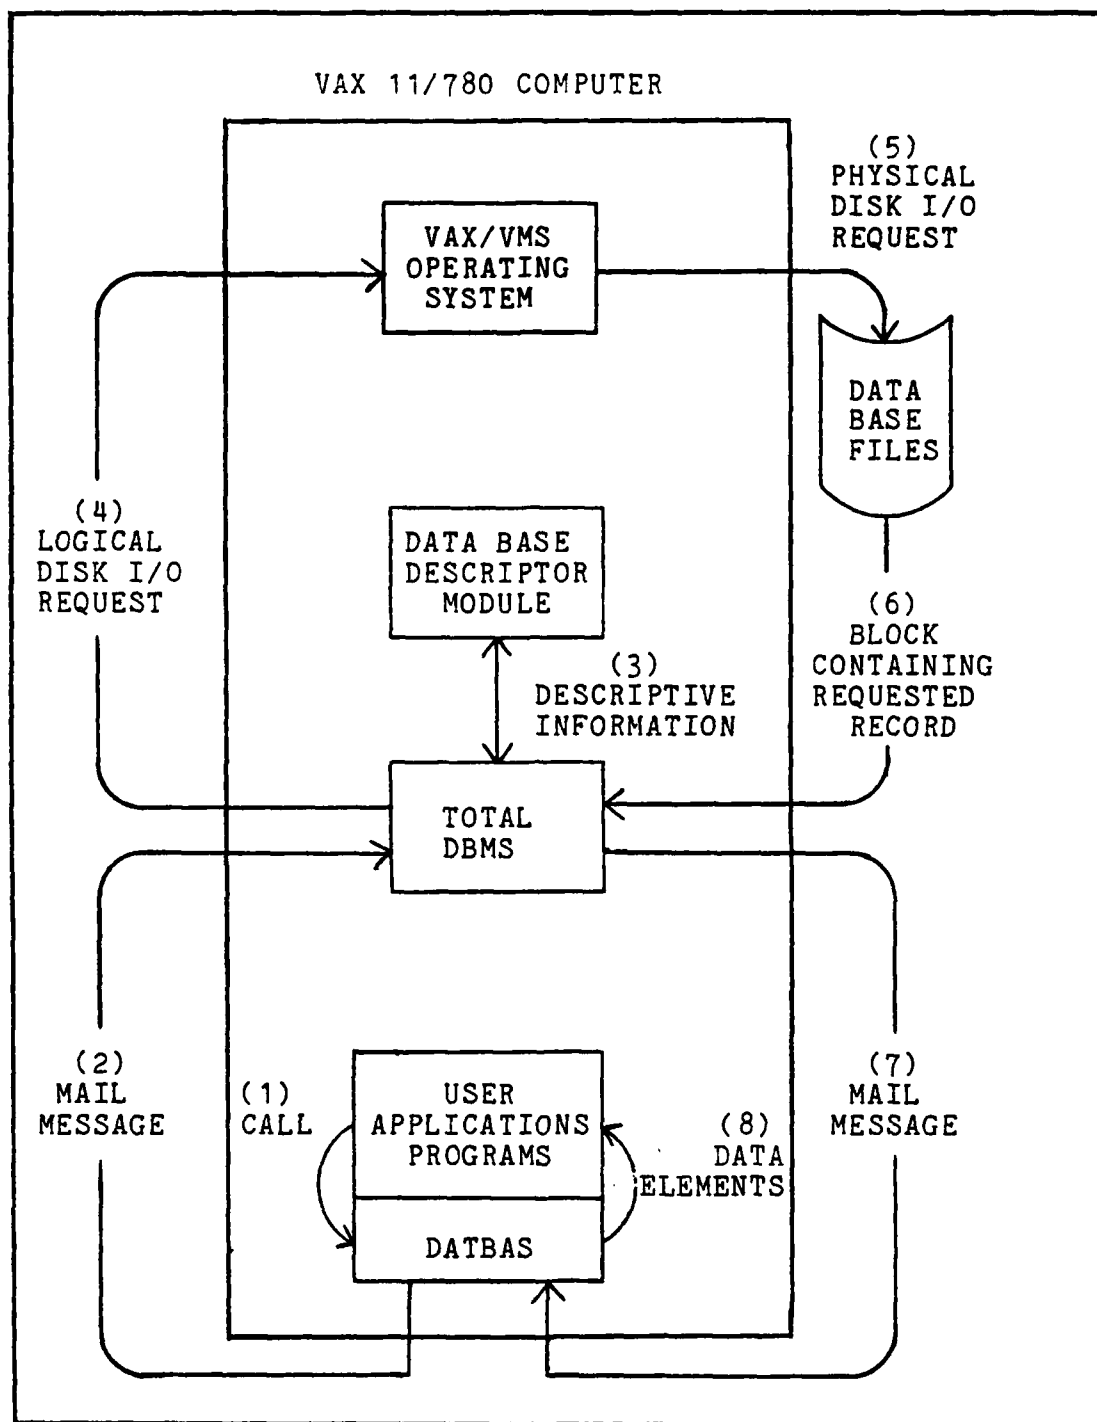 VAX 11/780 COMPUTER
(5)
PHYSICAL
DISK I/O
REQUEST
VAX/VMS
OPERATING
SYSTEM
DATA
BASE
FILES
(4)
LOGICAL
DISK I/O
REQUEST
DATA BASE
DESCRIPTOR
MODULE
(3)
DESCRIPTIVE
INFORMATION
(6)
BLOCK
CONTAINING
REQUESTED
RECORD
TOTAL
DBMS
(2)
MAIL
MESSAGE
(1)
CALL
USER
APPLICATIONS
PROGRAMS
DATBAS
(8)
DATA
ELEMENTS
(7)
MAIL
MESSAGE